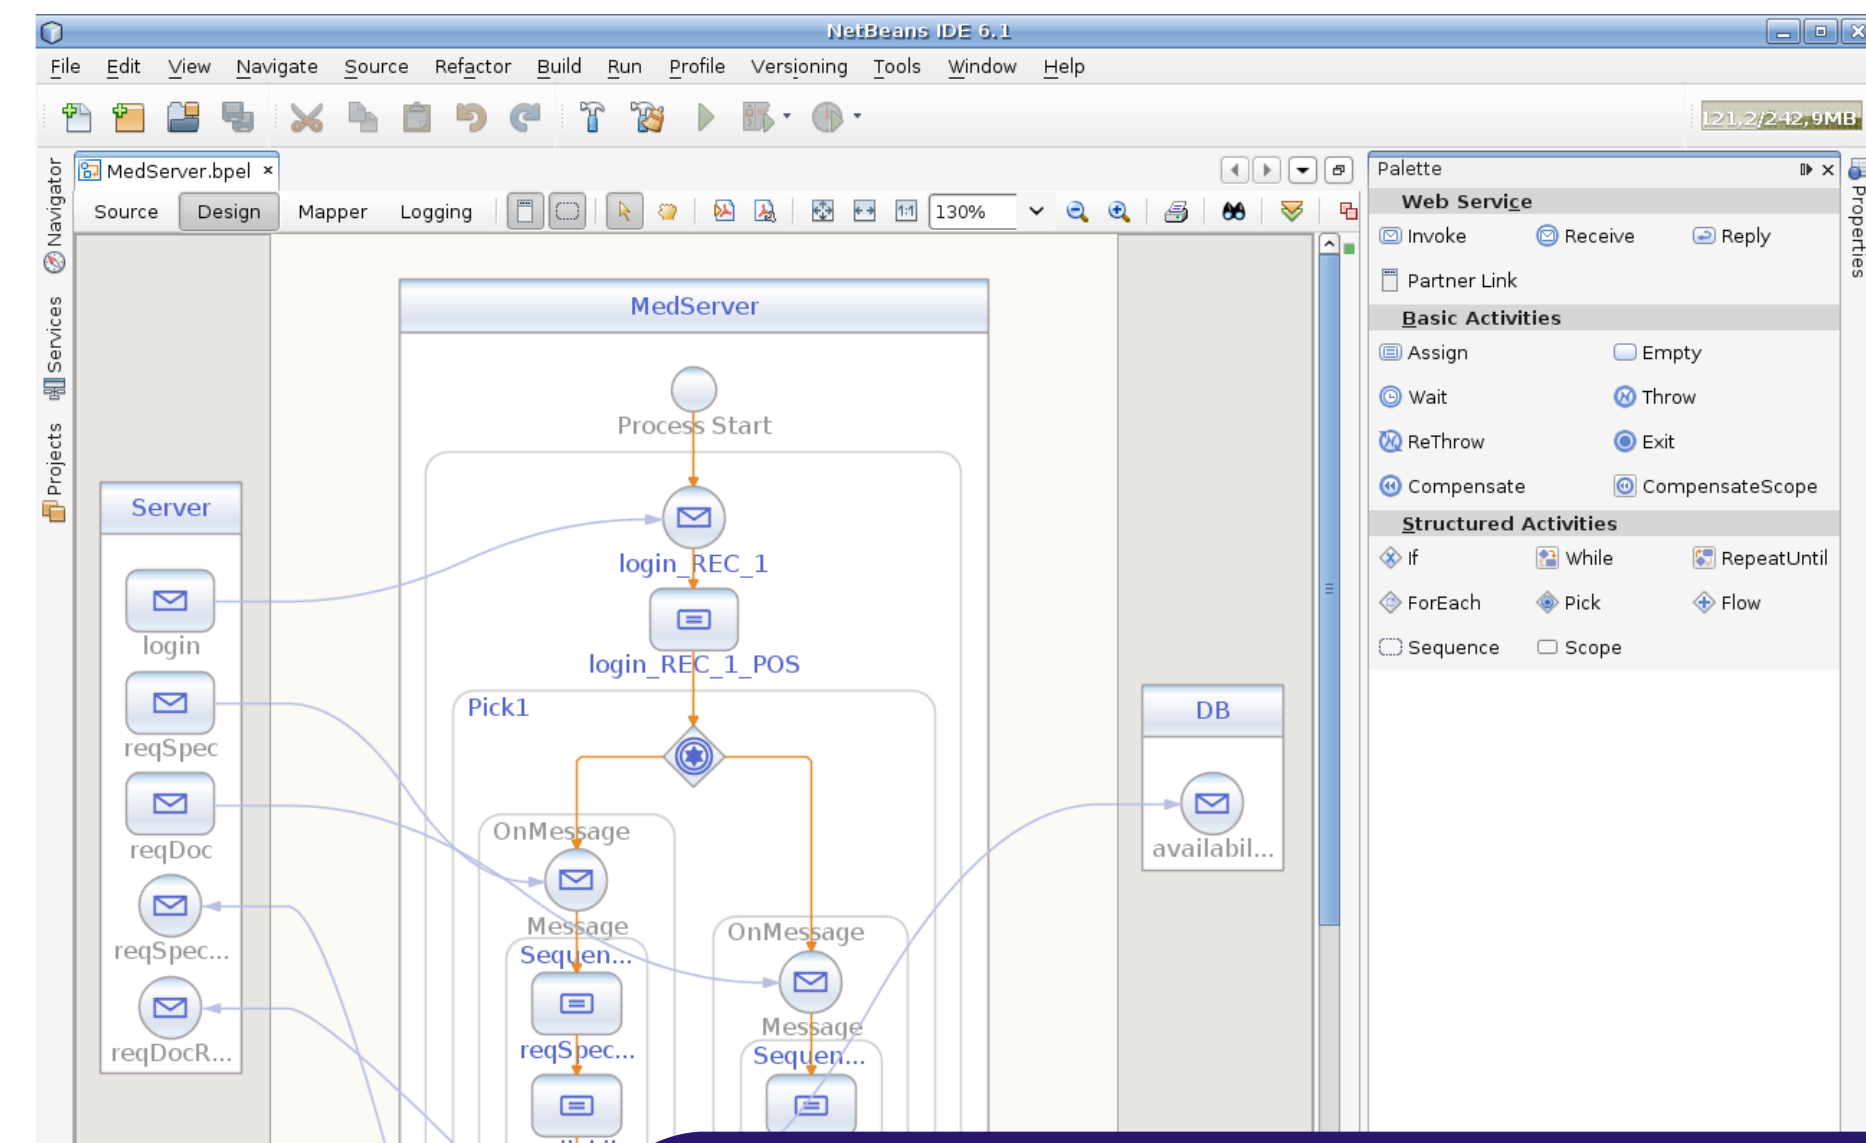 NetBeans IDE 6.1
File Edit View Navigate Source Refactor Build Run Profile Versioning Tools Window Help
121,2/242,9MB
Navigator
Services
Projects
MedServer.bpel
Source Design Mapper Logging
1:1
130%
Server
login
reqSpec
reqDoc
reqSpec...
reqDocR...
MedServer
Process Start
login_REC_1
login_REC_1_POS
Pick1
OnMessage
Message
Sequen...
reqSpec...
OnMessage
Message
Sequen...
DB
availabil...
Palette
Web Service
Invoke Receive Reply
Partner Link
Basic Activities
Assign Empty
Wait Throw
ReThrow Exit
Compensate CompensateScope
Structured Activities
If While RepeatUntil
ForEach Pick Flow
Sequence Scope
Properties